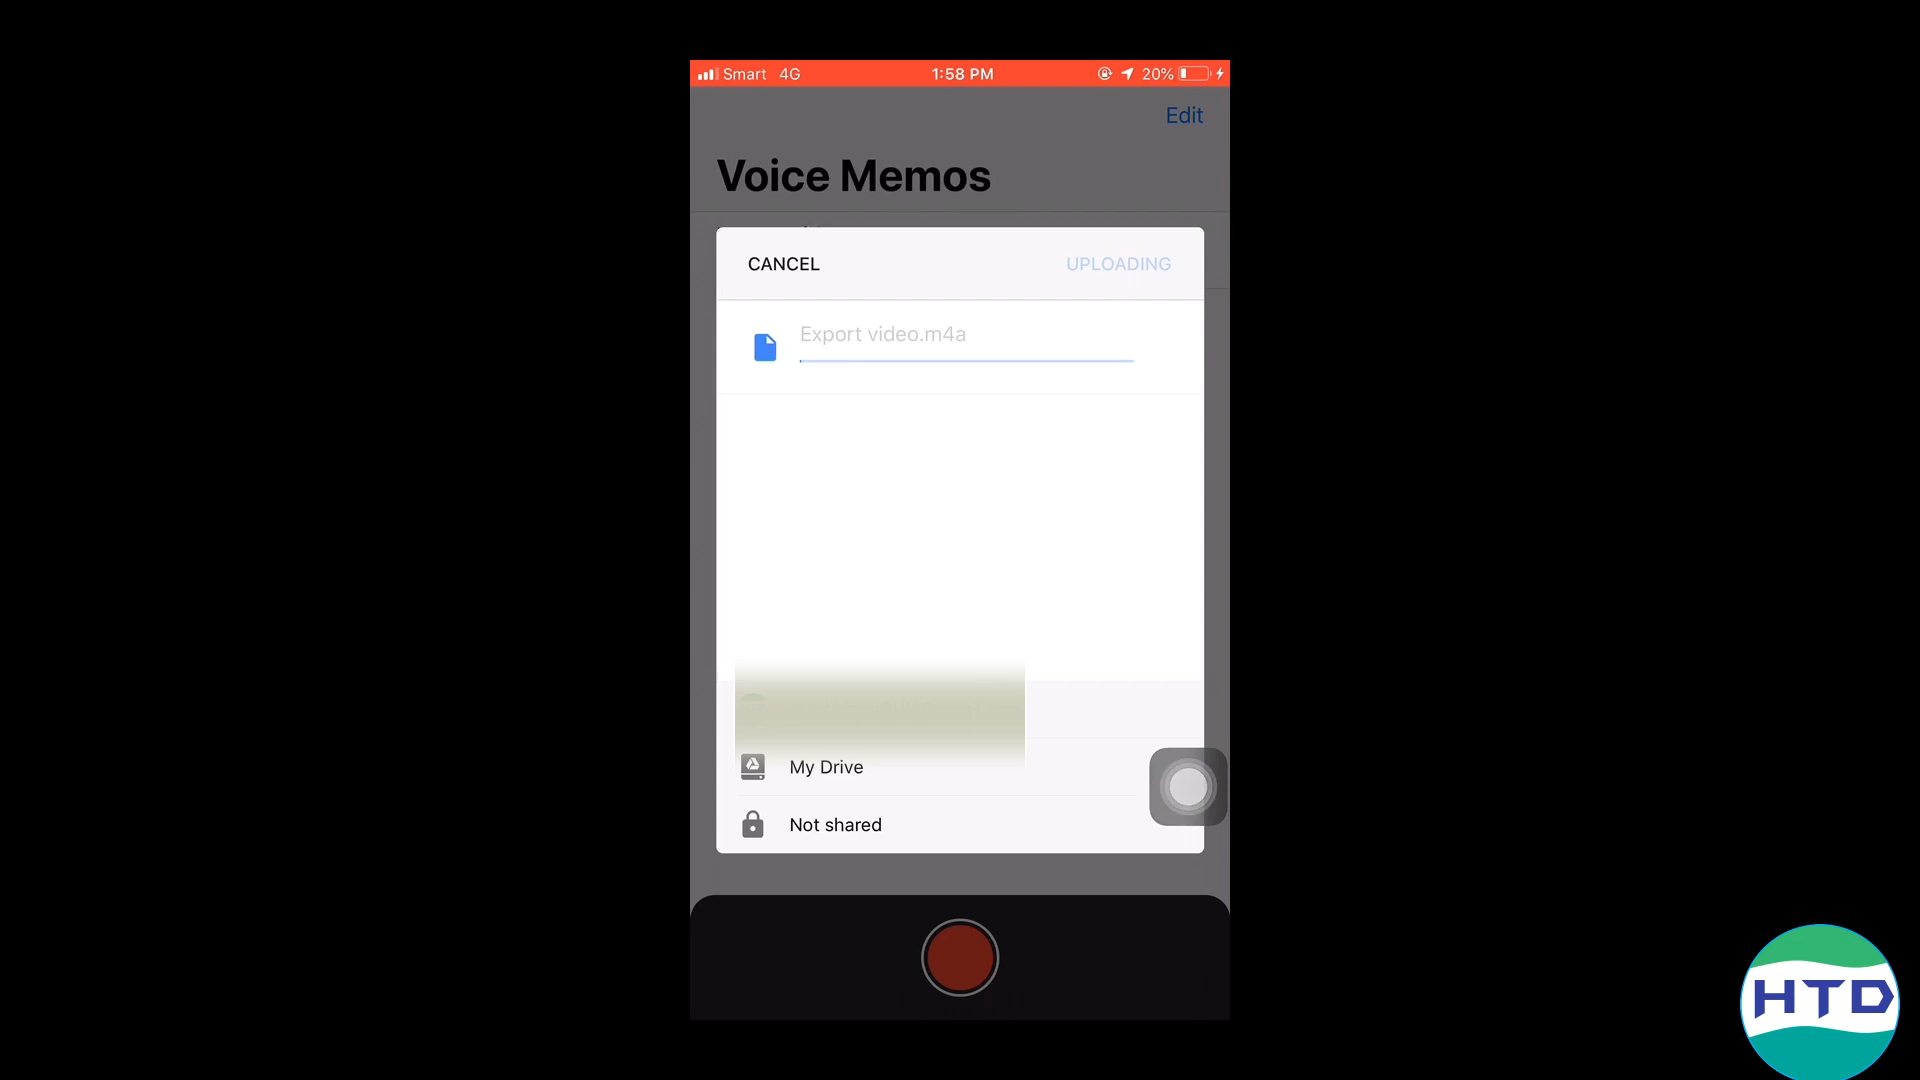 Smart 4G 1:58 PM 20%
Edit
Voice Memos
CANCEL UPLOADING
Export video.m4a
My Drive
Not shared
HTD